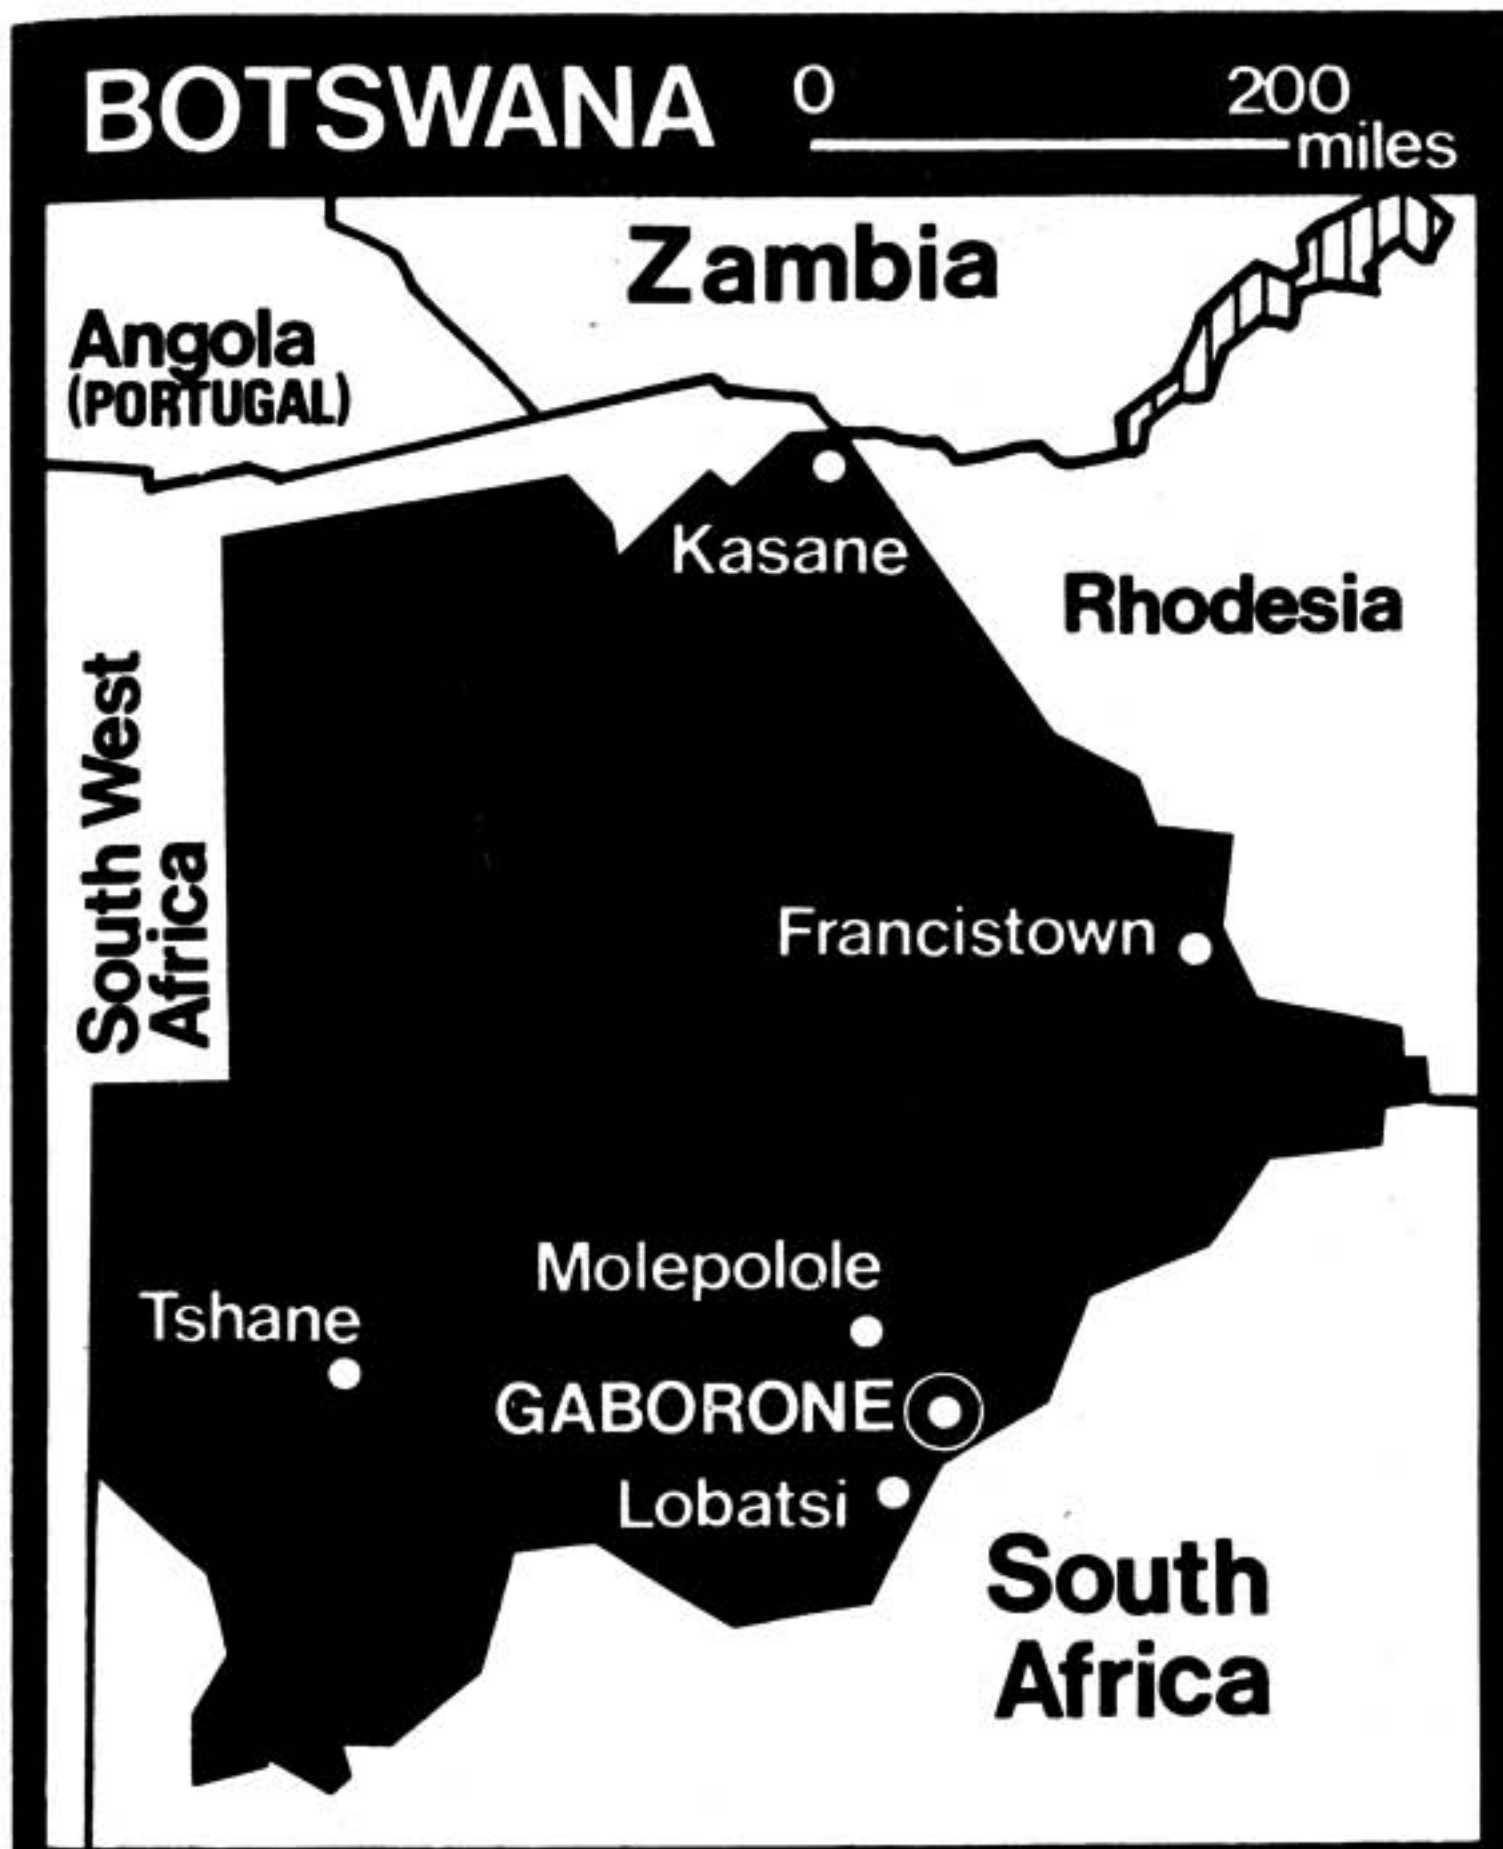 BOTSWANA
0 200
miles
Zambia
Angola
(PORTUGAL)
Kasane
Rhodesia
South West
Africa
Francistown
Molepolole
Tshane
GABORONE
Lobatsi
South
Africa